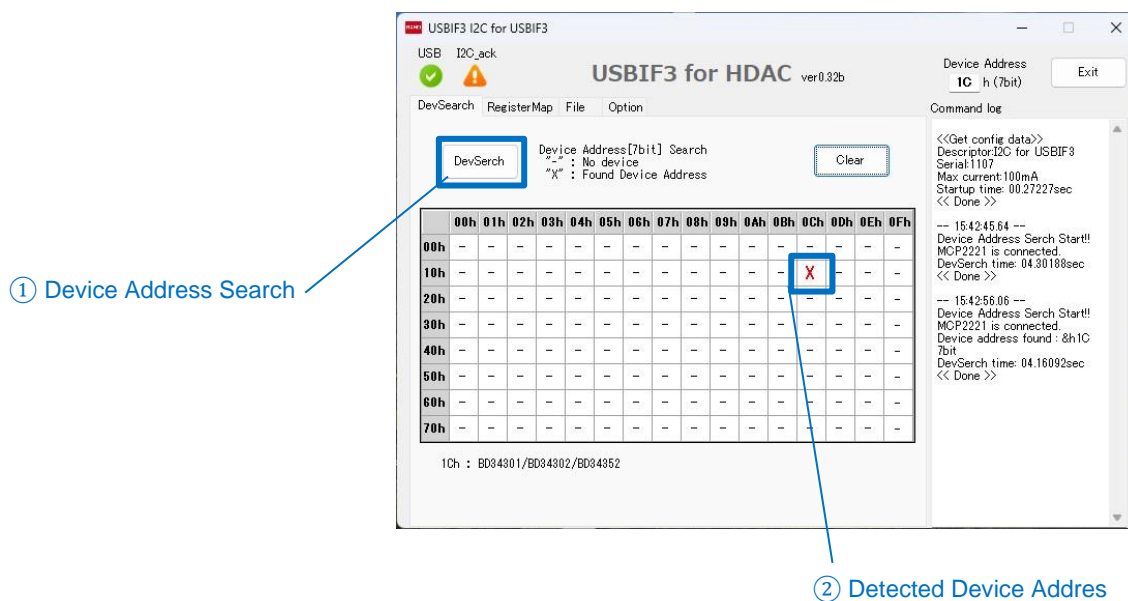 USBIF3 I2C for USBIF3
USB I2C_ack
USBIF3 for HDAC ver0.32b
Device Address
1C h (7bit)
Exit
DevSearch RegisterMap File Option
Command log
DevSerch
Device Address[7bit] Search
"-" : No device
"X" : Found Device Address
Clear
00h 01h 02h 03h 04h 05h 06h 07h 08h 09h 0Ah 0Bh 0Ch 0Dh 0Eh 0Fh
00h - - - - - - - - - - - - - - - -
10h - - - - - - - - - - - - X - - -
20h - - - - - - - - - - - - - - - -
30h - - - - - - - - - - - - - - - -
40h - - - - - - - - - - - - - - - -
50h - - - - - - - - - - - - - - - -
60h - - - - - - - - - - - - - - - -
70h - - - - - - - - - - - - - - - -
1Ch : BD34301/BD34302/BD34352
<<Get config data>>
Descriptor:I2C for USBIF3
Serial:1107
Max current:100mA
Startup time: 00.27227sec
<< Done >>
-- 15:42:45.64 --
Device Address Serch Start!!
MCP2221 is connected.
DevSerch time: 04.30188sec
<< Done >>
-- 15:42:56.06 --
Device Address Serch Start!!
MCP2221 is connected.
Device address found : &h1C
7bit
DevSerch time: 04.16092sec
<< Done >>
① Device Address Search
② Detected Device Addres